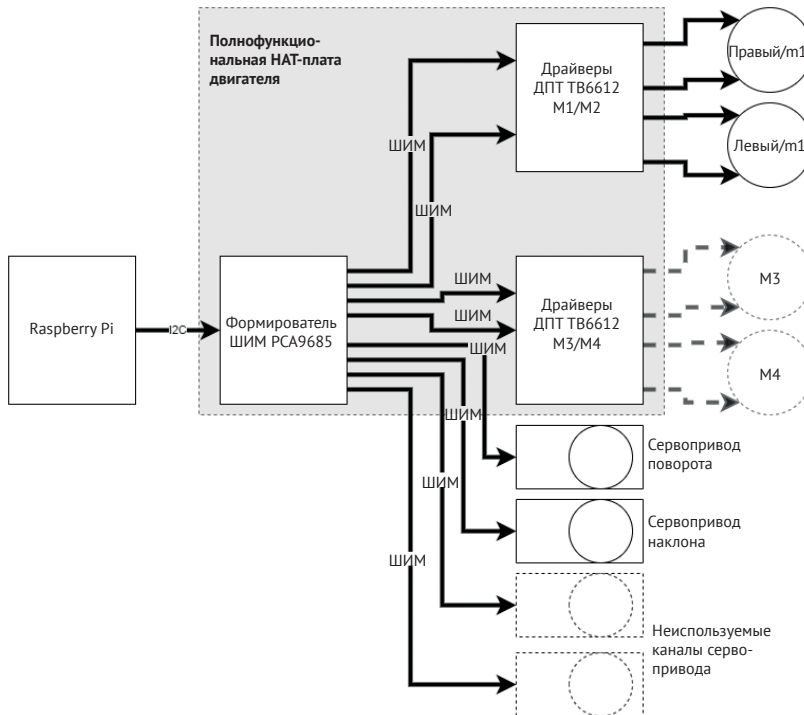 Полнофункцио-
нальная HAT-плата
двигателя
Драйверы
ДПТ TB6612
M1/M2
Правый/m1
Левый/m1
ШИМ
ШИМ
Raspberry Pi
I2C
Формирователь
ШИМ PCA9685
ШИМ
ШИМ
ШИМ
Драйверы
ДПТ TB6612
M3/M4
M3
M4
ШИМ
ШИМ
ШИМ
Сервопривод
поворота
Сервопривод
наклона
Неиспользуемые
каналы серво-
привода